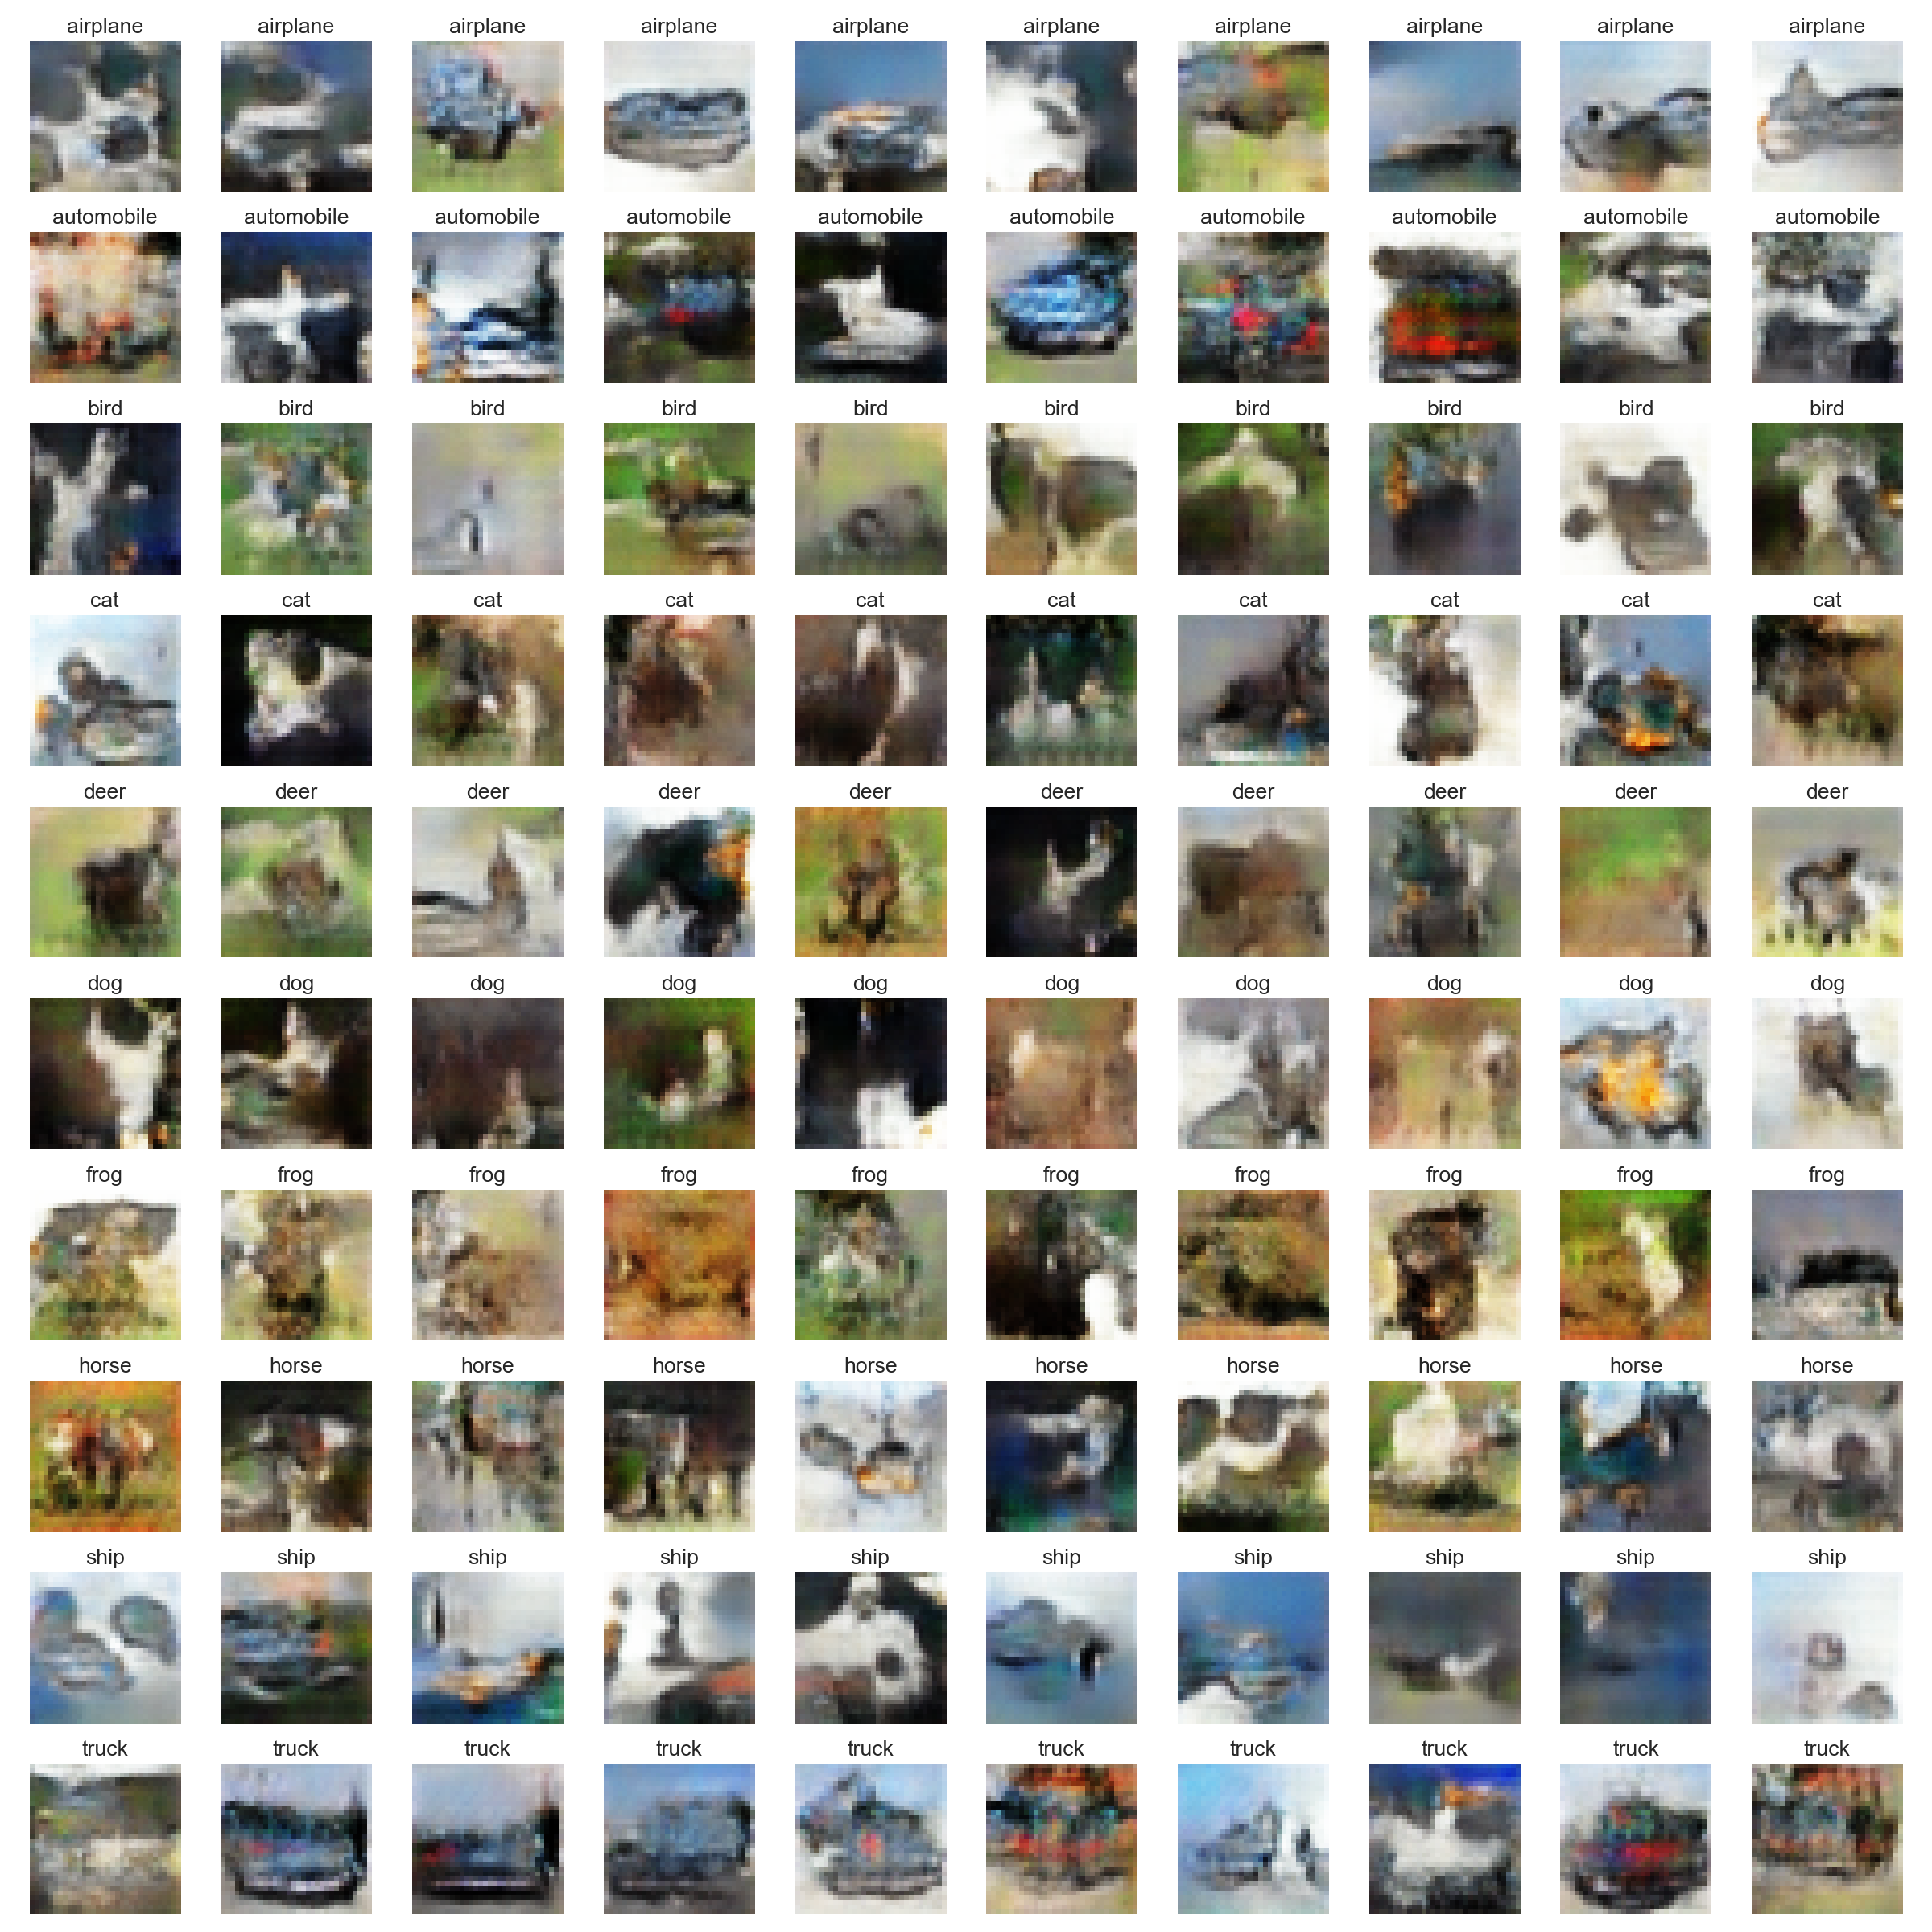 airplane airplane airplane airplane airplane airplane airplane airplane airplane airplane
automobile automobile automobile automobile automobile automobile automobile automobile automobile automobile
bird bird bird bird bird bird bird bird bird bird
cat cat cat cat cat cat cat cat cat cat
deer deer deer deer deer deer deer deer deer deer
dog dog dog dog dog dog dog dog dog dog
frog frog frog frog frog frog frog frog frog frog
horse horse horse horse horse horse horse horse horse horse
ship ship ship ship ship ship ship ship ship ship
truck truck truck truck truck truck truck truck truck truck